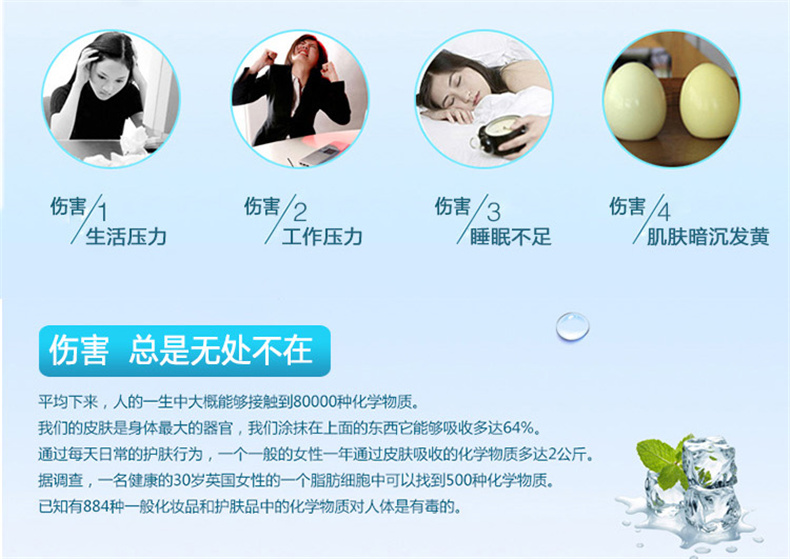 伤害/1
生活压力
伤害/2
工作压力
伤害/3
睡眠不足
伤害/4
肌肤暗沉发黄
伤害 总是无处不在
平均下来，人的一生中大概能够接触到80000种化学物质。
我们的皮肤是身体最大的器官，我们涂抹在上面的东西它能够吸收多达64%。
通过每天日常的护肤行为，一个一般的女性一年通过皮肤吸收的化学物质多达2公斤。
据调查，一名健康的30岁英国女性的一个脂肪细胞中可以找到500种化学物质。
已知有884种一般化妆品和护肤品中的化学物质对人体是有毒的。